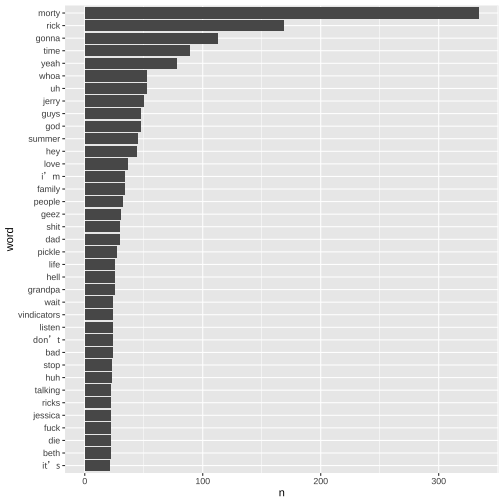 morty
rick
gonna
time
yeah
whoa
uh
jerry
guys
god
summer
hey
love
i’m
family
people
geez
shit
dad
pickle
life
hell
grandpa
wait
vindicators
listen
don’t
bad
stop
huh
talking
ricks
jessica
fuck
die
beth
it’s
word
0 100 200 300
n